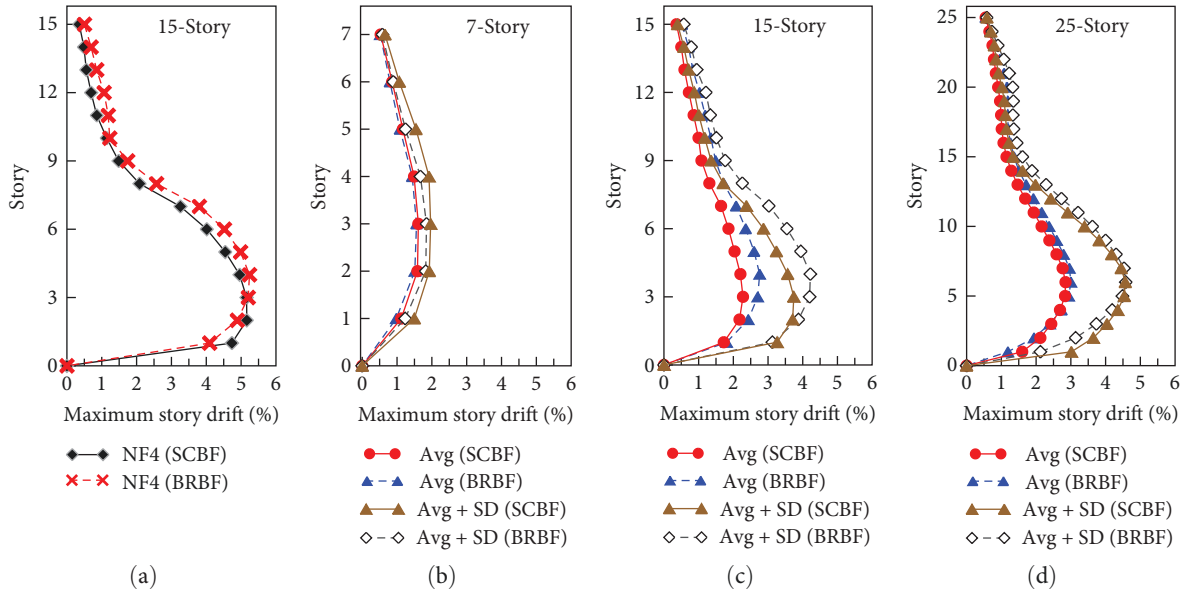 15-Story
15
12
9
6
3
0
Story
0 1 2 3 4 5 6
Maximum story drift (%)
NF4 (SCBF)
NF4 (BRBF)
(a)
7-Story
7
6
5
4
3
2
1
0
Story
0 1 2 3 4 5 6
Maximum story drift (%)
Avg (SCBF)
Avg (BRBF)
Avg + SD (SCBF)
Avg + SD (BRBF)
(b)
15-Story
15
12
9
6
3
0
Story
0 1 2 3 4 5 6
Maximum story drift (%)
Avg (SCBF)
Avg (BRBF)
Avg + SD (SCBF)
Avg + SD (BRBF)
(c)
25-Story
25
20
15
10
5
0
Story
0 1 2 3 4 5 6
Maximum story drift (%)
Avg (SCBF)
Avg (BRBF)
Avg + SD (SCBF)
Avg + SD (BRBF)
(d)